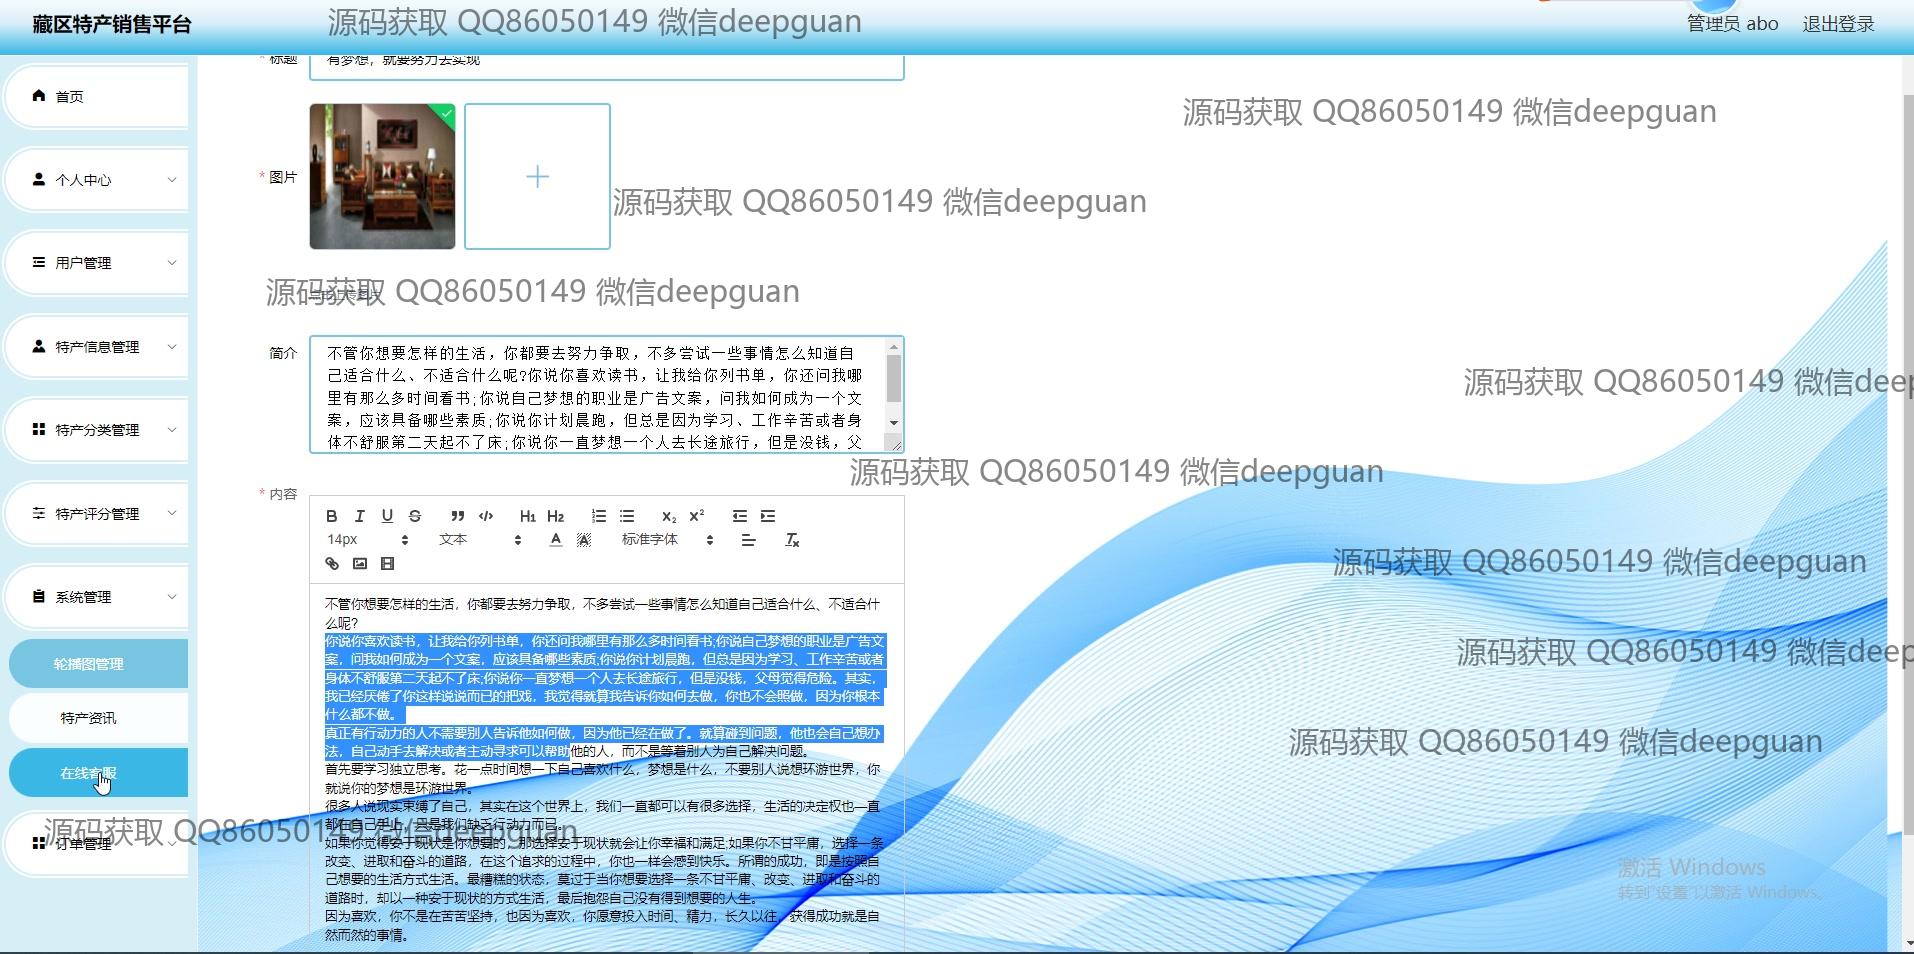 藏区特产销售平台
源码获取 QQ86050149 微信deepguan
管理员 abo
退出登录
* 标题
有梦想，就要努力去实现
首页
源码获取 QQ86050149 微信deepguan
个人中心
* 图片
源码获取 QQ86050149 微信deepguan
用户管理
点击上传图片
源码获取 QQ86050149 微信deepguan
特产信息管理
简介
不管你想要怎样的生活，你都要去努力争取，不多尝试一些事情怎么知道自
己适合什么、不适合什么呢?你说你喜欢读书，让我给你列书单，你还问我哪
里有那么多时间看书;你说自己梦想的职业是广告文案，问我如何成为一个文
案，应该具备哪些素质;你说你计划晨跑，但总是因为学习、工作辛苦或者身
体不舒服第二天起不了床;你说你一直梦想一个人去长途旅行，但是没钱，父
源码获取 QQ86050149 微信deep
特产分类管理
源码获取 QQ86050149 微信deepguan
* 内容
B I U S H1 H2 X2 X2
14px
文本
A A
标准字体
Tx
特产评分管理
源码获取 QQ86050149 微信deepguan
系统管理
不管你想要怎样的生活，你都要去努力争取，不多尝试一些事情怎么知道自己适合什么、不适合什
么呢?
你说你喜欢读书，让我给你列书单，你还问我哪里有那么多时间看书;你说自己梦想的职业是广告文
案，问我如何成为一个文案，应该具备哪些素质;你说你计划晨跑，但总是因为学习、工作辛苦或者
身体不舒服第二天起不了床;你说你一直梦想一个人去长途旅行，但是没钱，父母觉得危险。其实，
我已经厌倦了你这样说说而已的把戏，我觉得就算我告诉你如何去做，你也不会照做，因为你根本
什么都不做。
真正有行动力的人不需要别人告诉他如何做，因为他已经在做了。就算碰到问题，他也会自己想办
法，自己动手去解决或者主动寻求可以帮助他的人，而不是等着别人为自己解决问题。
首先要学习独立思考。花一点时间想一下自己喜欢什么，梦想是什么，不要别人说想环游世界，你
就说你的梦想是环游世界。
很多人说现实束缚了自己，其实在这个世界上，我们一直都可以有很多选择，生活的决定权也一直
都在自己手上，只是我们缺乏行动力而已。
如果你觉得安于现状是你想要的，那选择安于现状就会让你幸福和满足;如果你不甘平庸，选择一条
改变、进取和奋斗的道路，在这个追求的过程中，你也一样会感到快乐。所谓的成功，即是按照自
己想要的生活方式生活。最糟糕的状态，莫过于当你想要选择一条不甘平庸、改变、进取和奋斗的
道路时，却以一种安于现状的方式生活，最后抱怨自己没有得到想要的人生。
因为喜欢，你不是在苦苦坚持，也因为喜欢，你愿意投入时间、精力，长久以往，获得成功就是自
然而然的事情。
轮播图管理
源码获取 QQ86050149 微信deep
特产资讯
源码获取 QQ86050149 微信deepguan
在线客服
源码获取 QQ86050149 微信deepguan
订单管理
激活 Windows
转到"设置"以激活 Windows。